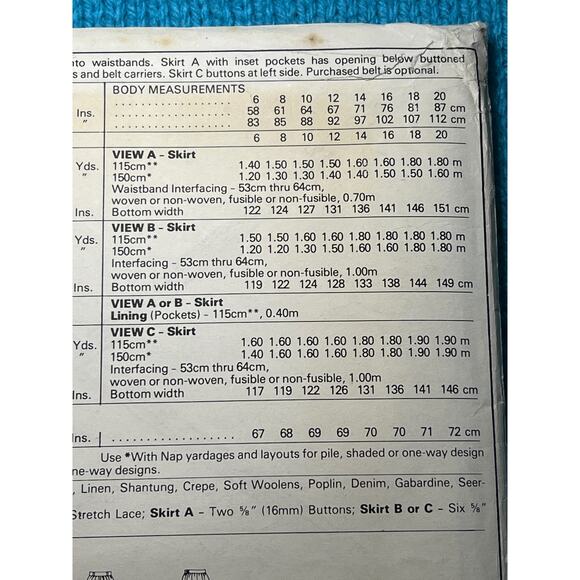 nto waistbands. Skirt A with inset pockets has opening below buttoned
s and belt carriers. Skirt C buttons at left side. Purchased belt is optional.
BODY MEASUREMENTS
6 8 10 12 14 16 18 20
Ins. .................... 58 61 64 67 71 76 81 87 cm
" .................... 83 85 88 92 97 102 107 112 cm
6 8 10 12 14 16 18 20
VIEW A – Skirt
Yds. 115cm** 1.40 1.50 1.50 1.50 1.60 1.60 1.80 1.80 m
" 150cm* 1.20 1.30 1.30 1.40 1.40 1.50 1.50 1.60 m
Waistband Interfacing – 53cm thru 64cm,
woven or non-woven, fusible or non-fusible, 0.70m
Ins. Bottom width 122 124 127 131 136 141 146 151 cm
VIEW B – Skirt
Yds. 115cm** 1.50 1.50 1.60 1.60 1.60 1.80 1.80 1.80 m
" 150cm* 1.20 1.20 1.30 1.50 1.60 1.60 1.80 1.80 m
Interfacing – 53cm thru 64cm,
woven or non-woven, fusible or non-fusible, 1.00m
Ins. Bottom width 119 122 124 128 133 138 144 149 cm
VIEW A or B – Skirt
Lining (Pockets) – 115cm**, 0.40m
VIEW C – Skirt
Yds. 115cm** 1.60 1.60 1.60 1.60 1.80 1.80 1.90 1.90 m
" 150cm* 1.40 1.60 1.60 1.60 1.80 1.80 1.90 1.90 m
Interfacing – 53cm thru 64cm,
woven or non-woven, fusible or non-fusible, 1.00m
Ins. Bottom width 117 119 122 126 131 136 141 146 cm
Ins. .................... 67 68 69 69 70 70 71 72 cm
Use *With Nap yardages and layouts for pile, shaded or one-way design
ne-way designs.
, Linen, Shantung, Crepe, Soft Woolens, Poplin, Denim, Gabardine, Seer-
Stretch Lace; Skirt A – Two ⅝" (16mm) Buttons; Skirt B or C – Six ⅝"